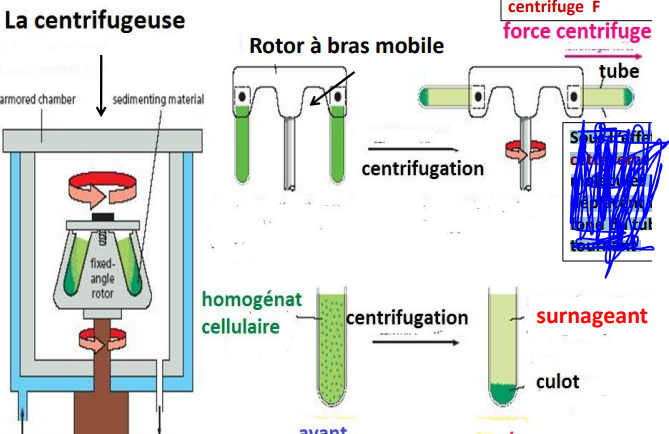 centrifuge F
La centrifugeuse
force centrifuge
Rotor à bras mobile
tube
armored chamber
sedimenting material
centrifugation
fixed-
angle
rotor
homogénat
cellulaire
centrifugation
surnageant
culot
avant